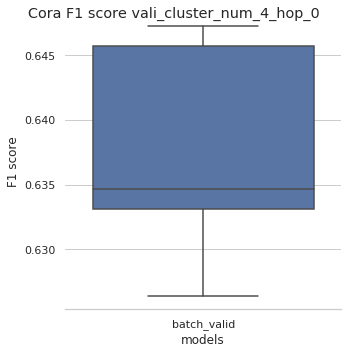 Cora F1 score vali_cluster_num_4_hop_0
0.645
0.640
0.635
0.630
F1 score
batch_valid
models